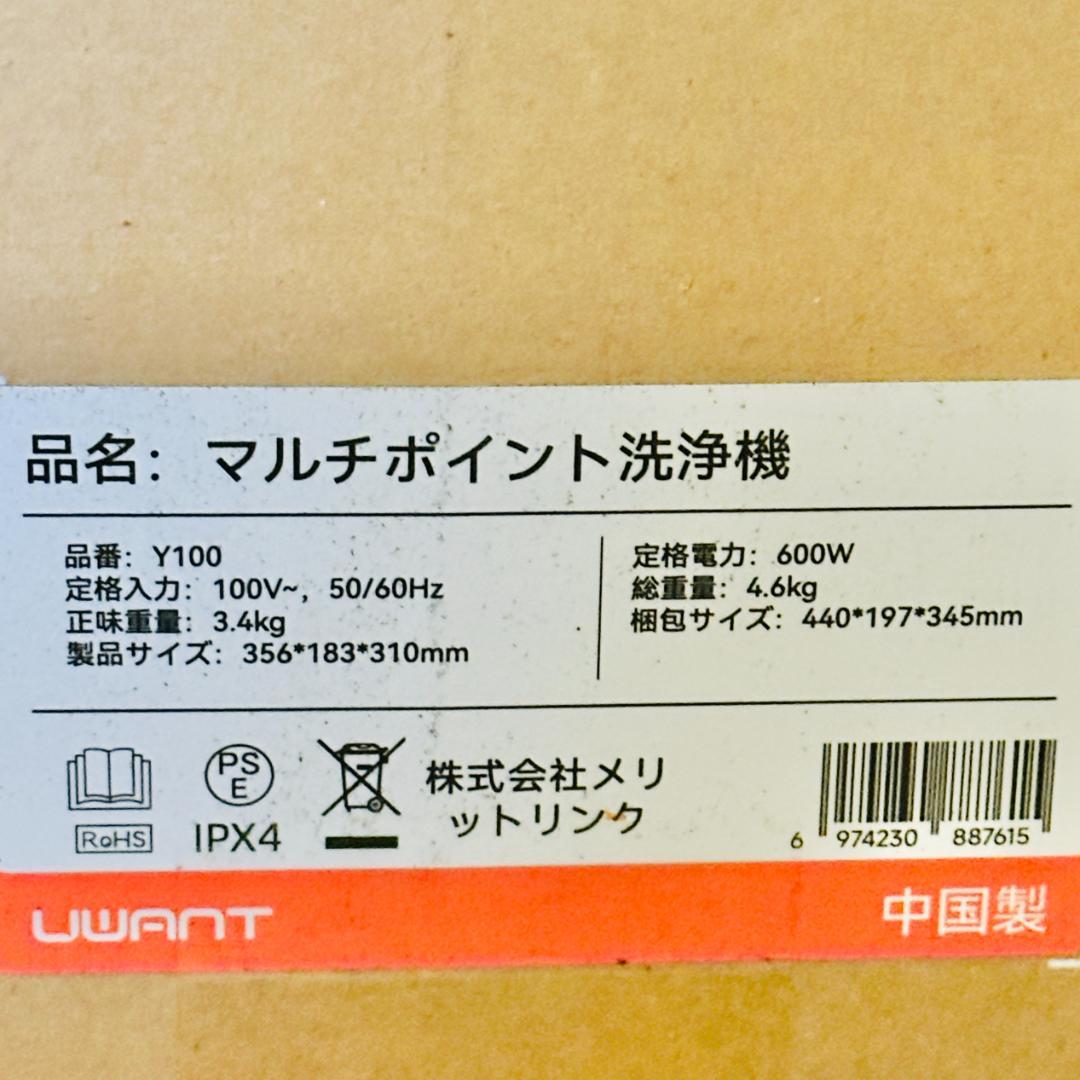 品名：マルチポイント洗浄機
品番：Y100
定格入力：100V~，50/60Hz
正味重量：3.4kg
製品サイズ：356*183*310mm
定格電力：600W
総重量：4.6kg
梱包サイズ：440*197*345mm
PS
E
RoHS
IPX4
株式会社メリ
ットリンク
6 974230 887615
UWANT
中国製